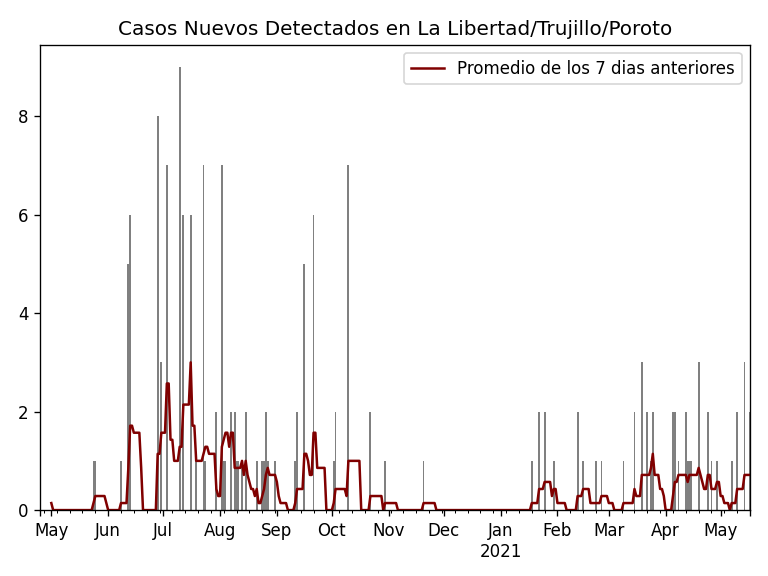 Casos Nuevos Detectados en La Libertad/Trujillo/Poroto
Promedio de los 7 dias anteriores
8
6
4
2
0
May Jun Jul Aug Sep Oct Nov Dec Jan Feb Mar Apr May
2021